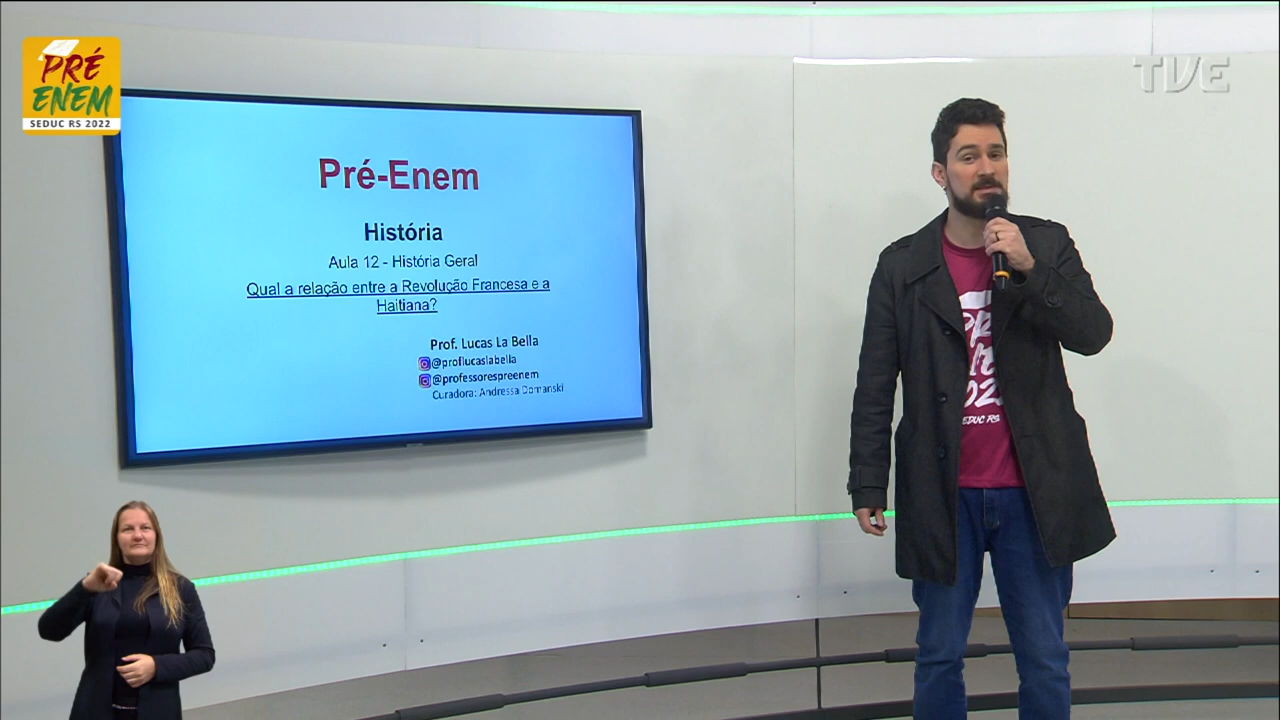 PRÉ
ENEM
SEDUC RS 2022
TVE
Pré-Enem
História
Aula 12 - História Geral
Qual a relação entre a Revolução Francesa e a
Haitiana?
Prof. Lucas La Bella
@proflucaslabella
@professorespreenem
Curadora: Andressa Domanski
SEDUC RS